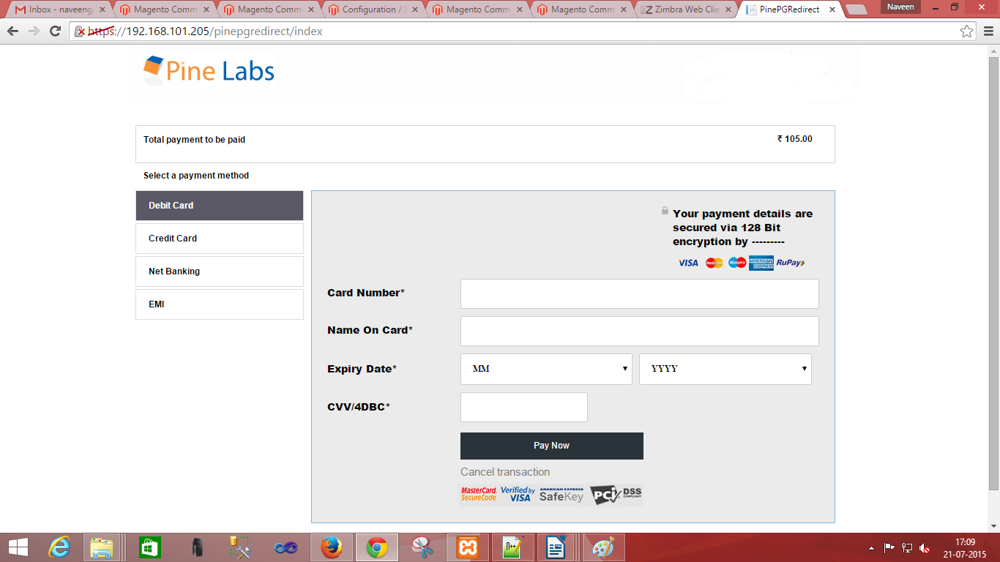 Inbox - naveeng
Magento Comm
Magento Comm
Configuration / S
Magento Comm
Magento Comm
Zimbra Web Clie
PinePGRedirect
Naveen
https://192.168.101.205/pinepgredirect/index
Pine Labs
Total payment to be paid
₹ 105.00
Select a payment method
Debit Card
Credit Card
Net Banking
EMI
Your payment details are
secured via 128 Bit
encryption by ---------
VISA MasterCard Maestro AMERICAN EXPRESS RuPay
Card Number*
Name On Card*
Expiry Date*
MM
YYYY
CVV/4DBC*
Pay Now
Cancel transaction
MasterCard. SecureCode
Verified by VISA
AMERICAN EXPRESS SafeKey
PCI DSS COMPLIANT
17:09
21-07-2015